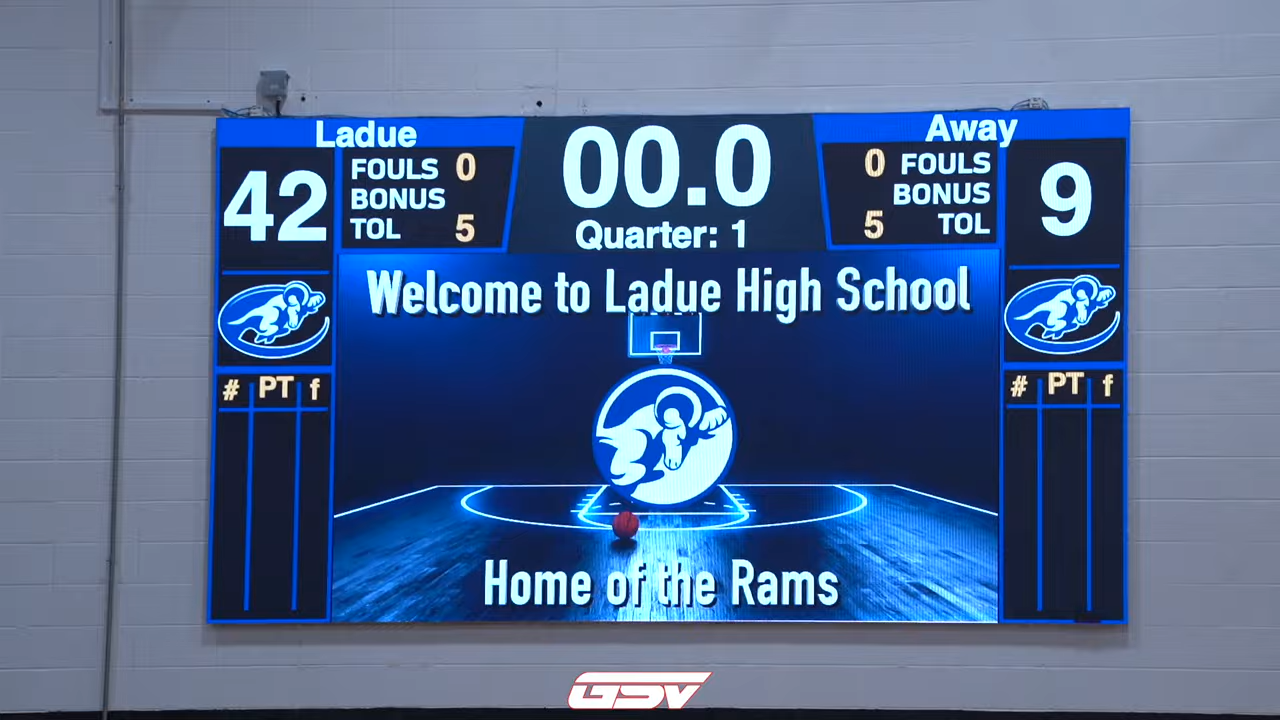 Ladue
42
FOULS 0
BONUS
TOL 5
00.0
Quarter: 1
Away
0 FOULS
BONUS
5 TOL
9
Welcome to Ladue High School
# PT f
# PT f
Home of the Rams
GSV